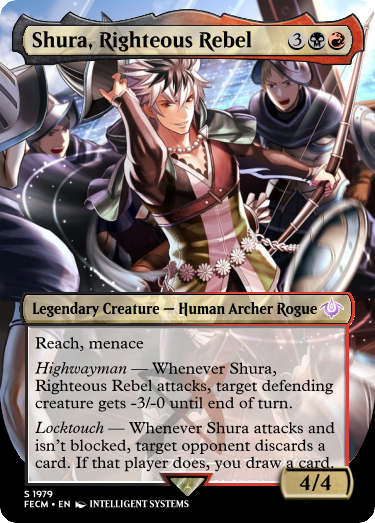 Shura, Righteous Rebel 3
Legendary Creature — Human Archer Rogue
Reach, menace
Highwayman — Whenever Shura,
Righteous Rebel attacks, target defending
creature gets -3/-0 until end of turn.
Locktouch — Whenever Shura attacks and
isn't blocked, target opponent discards a
card. If that player does, you draw a card.
4/4
S 1979
FECM • EN INTELLIGENT SYSTEMS